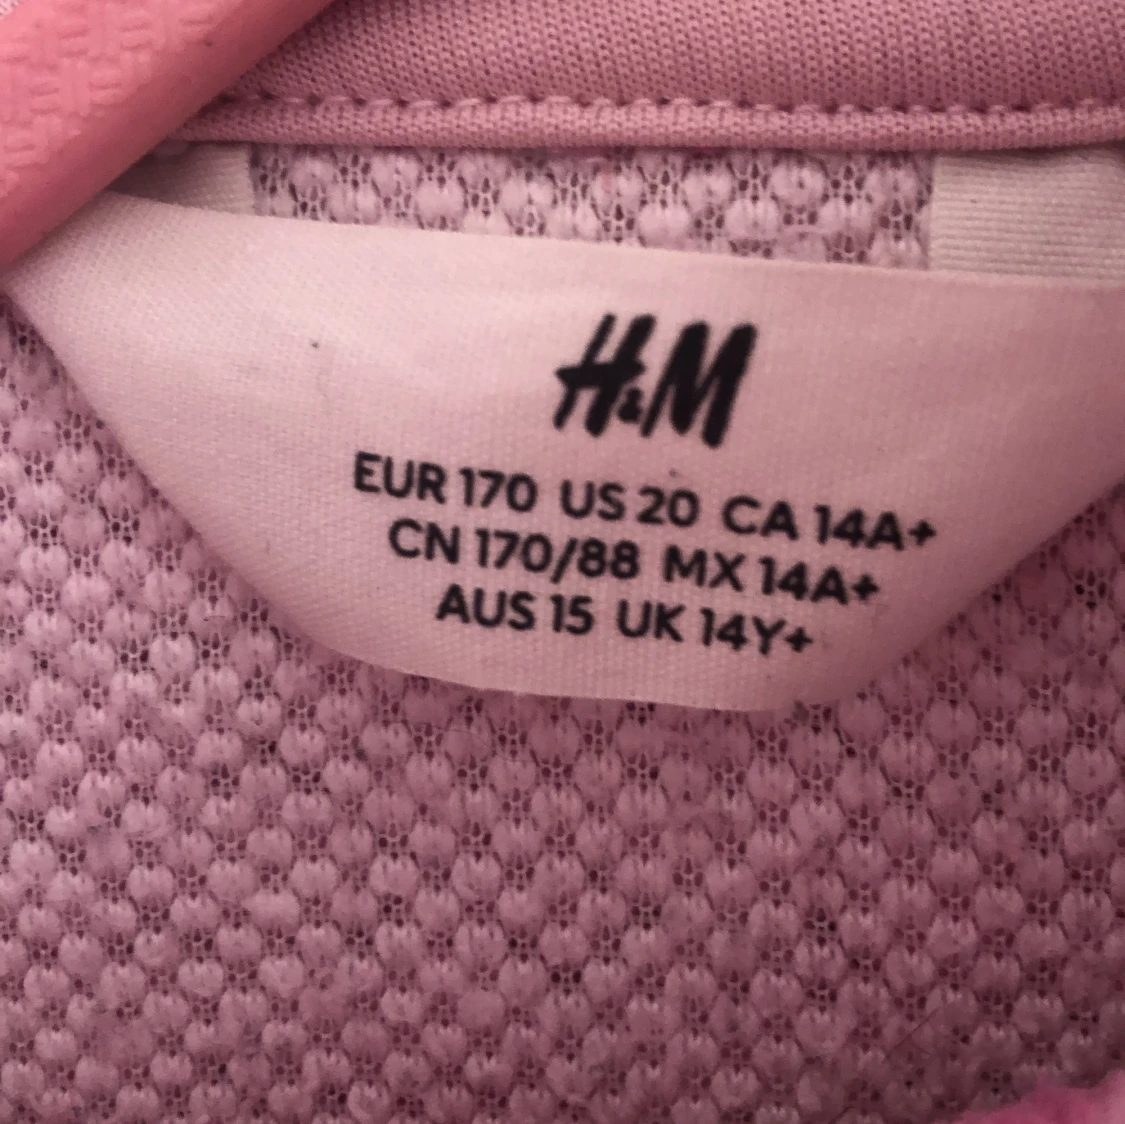 H&M
EUR 170 US 20 CA 14A+
CN 170/88 MX 14A+
AUS 15 UK 14Y+